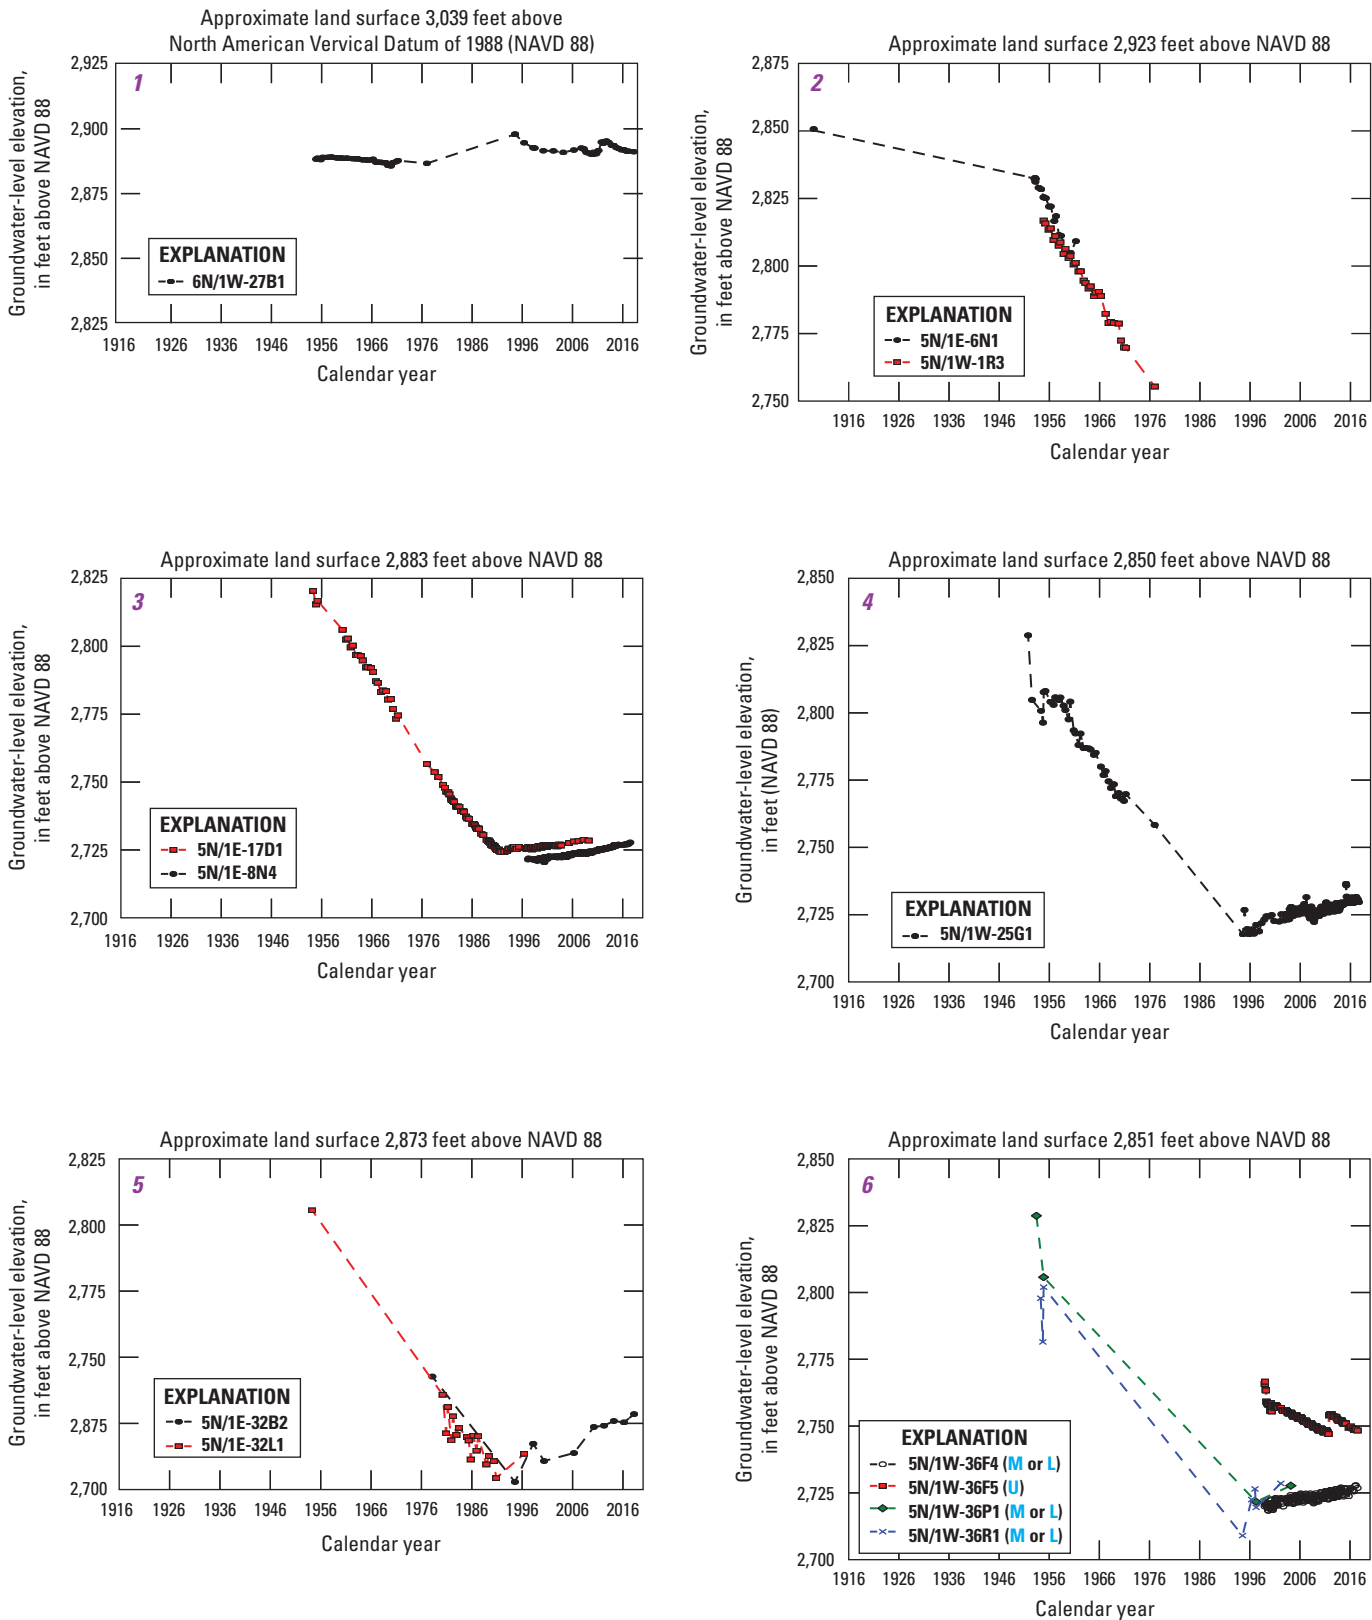 Approximate land surface 3,039 feet above
North American Vervical Datum of 1988 (NAVD 88)
1
Groundwater-level elevation,
in feet above NAVD 88
2,925
2,900
2,875
2,850
2,825
EXPLANATION
6N/1W-27B1
1916 1926 1936 1946 1956 1966 1976 1986 1996 2006 2016
Calendar year
Approximate land surface 2,923 feet above NAVD 88
2
Groundwater-level elevation,
in feet above NAVD 88
2,875
2,850
2,825
2,800
2,775
2,750
EXPLANATION
5N/1E-6N1
5N/1W-1R3
1916 1926 1936 1946 1956 1966 1976 1986 1996 2006 2016
Calendar year
Approximate land surface 2,883 feet above NAVD 88
3
Groundwater-level elevation,
in feet above NAVD 88
2,825
2,800
2,775
2,750
2,725
2,700
EXPLANATION
5N/1E-17D1
5N/1E-8N4
1916 1926 1936 1946 1956 1966 1976 1986 1996 2006 2016
Calendar year
Approximate land surface 2,850 feet above NAVD 88
4
Groundwater-level elevation,
in feet (NAVD 88)
2,850
2,825
2,800
2,775
2,750
2,725
2,700
EXPLANATION
5N/1W-25G1
1916 1926 1936 1946 1956 1966 1976 1986 1996 2006 2016
Calendar year
Approximate land surface 2,873 feet above NAVD 88
5
Groundwater-level elevation,
in feet above NAVD 88
2,825
2,800
2,775
2,750
2,875
2,700
EXPLANATION
5N/1E-32B2
5N/1E-32L1
1916 1926 1936 1946 1956 1966 1976 1986 1996 2006 2016
Calendar year
Approximate land surface 2,851 feet above NAVD 88
6
Groundwater-level elevation,
in feet above NAVD 88
2,850
2,825
2,800
2,775
2,750
2,725
2,700
EXPLANATION
5N/1W-36F4 (M or L)
5N/1W-36F5 (U)
5N/1W-36P1 (M or L)
5N/1W-36R1 (M or L)
1916 1926 1936 1946 1956 1966 1976 1986 1996 2006 2016
Calendar year